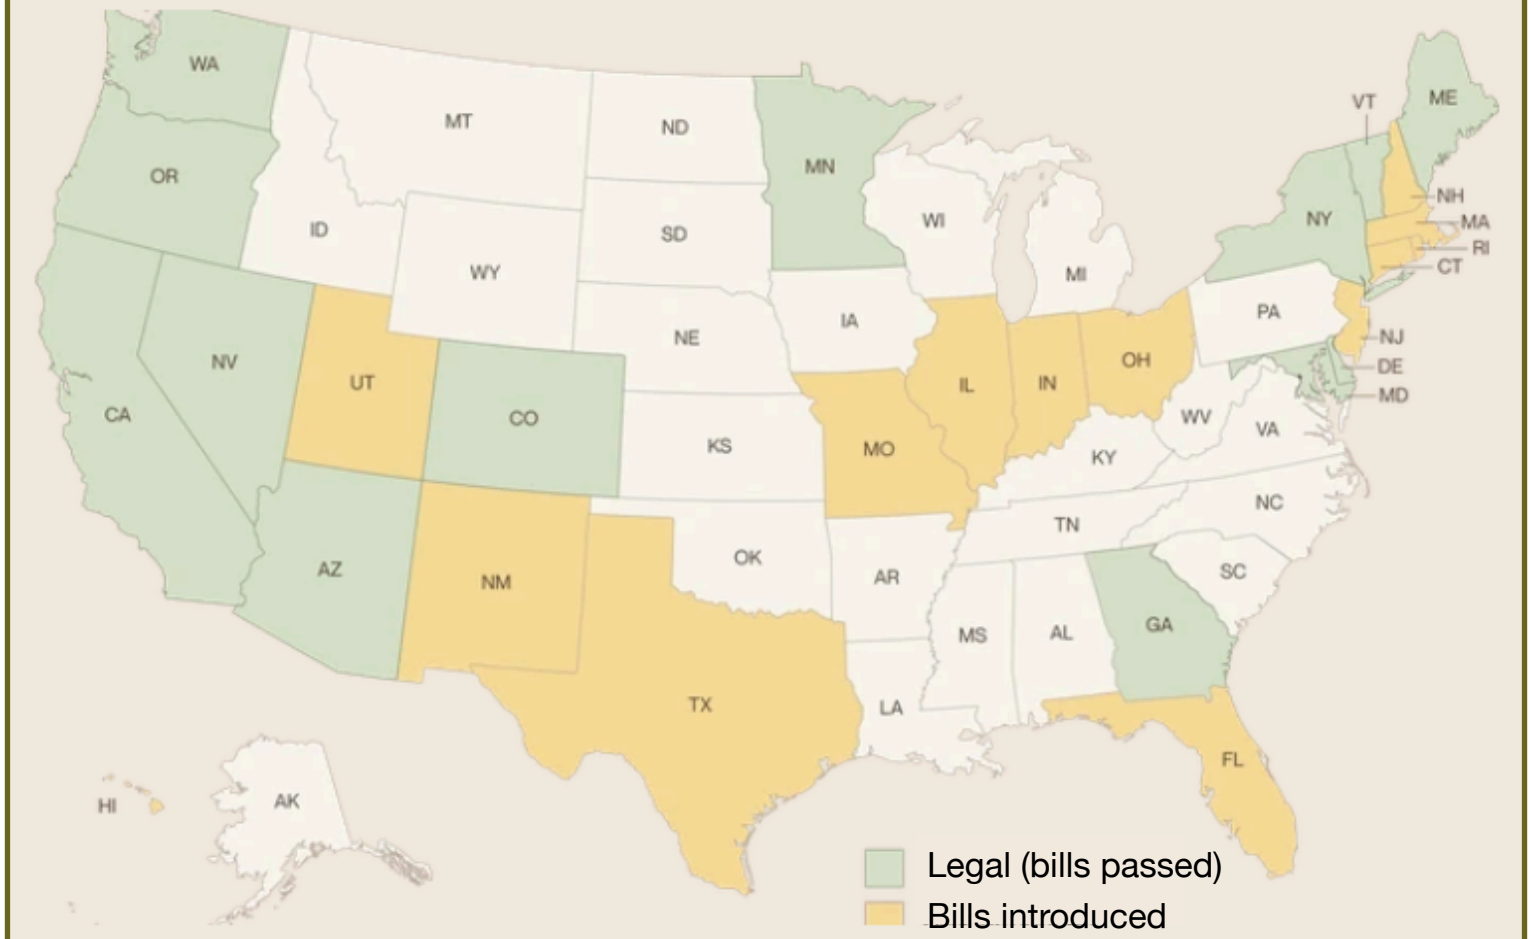 WA
ME
VT
MT
ND
MN
OR
NH
NY
WI
MA
ID
SD
RI
CT
WY
MI
PA
IA
NE
NJ
NV
OH
DE
UT
IL
IN
MD
CA
CO
WV
VA
KS
MO
KY
NC
TN
OK
AZ
SC
NM
AR
GA
MS
AL
TX
LA
FL
HI
AK
Legal (bills passed)
Bills introduced